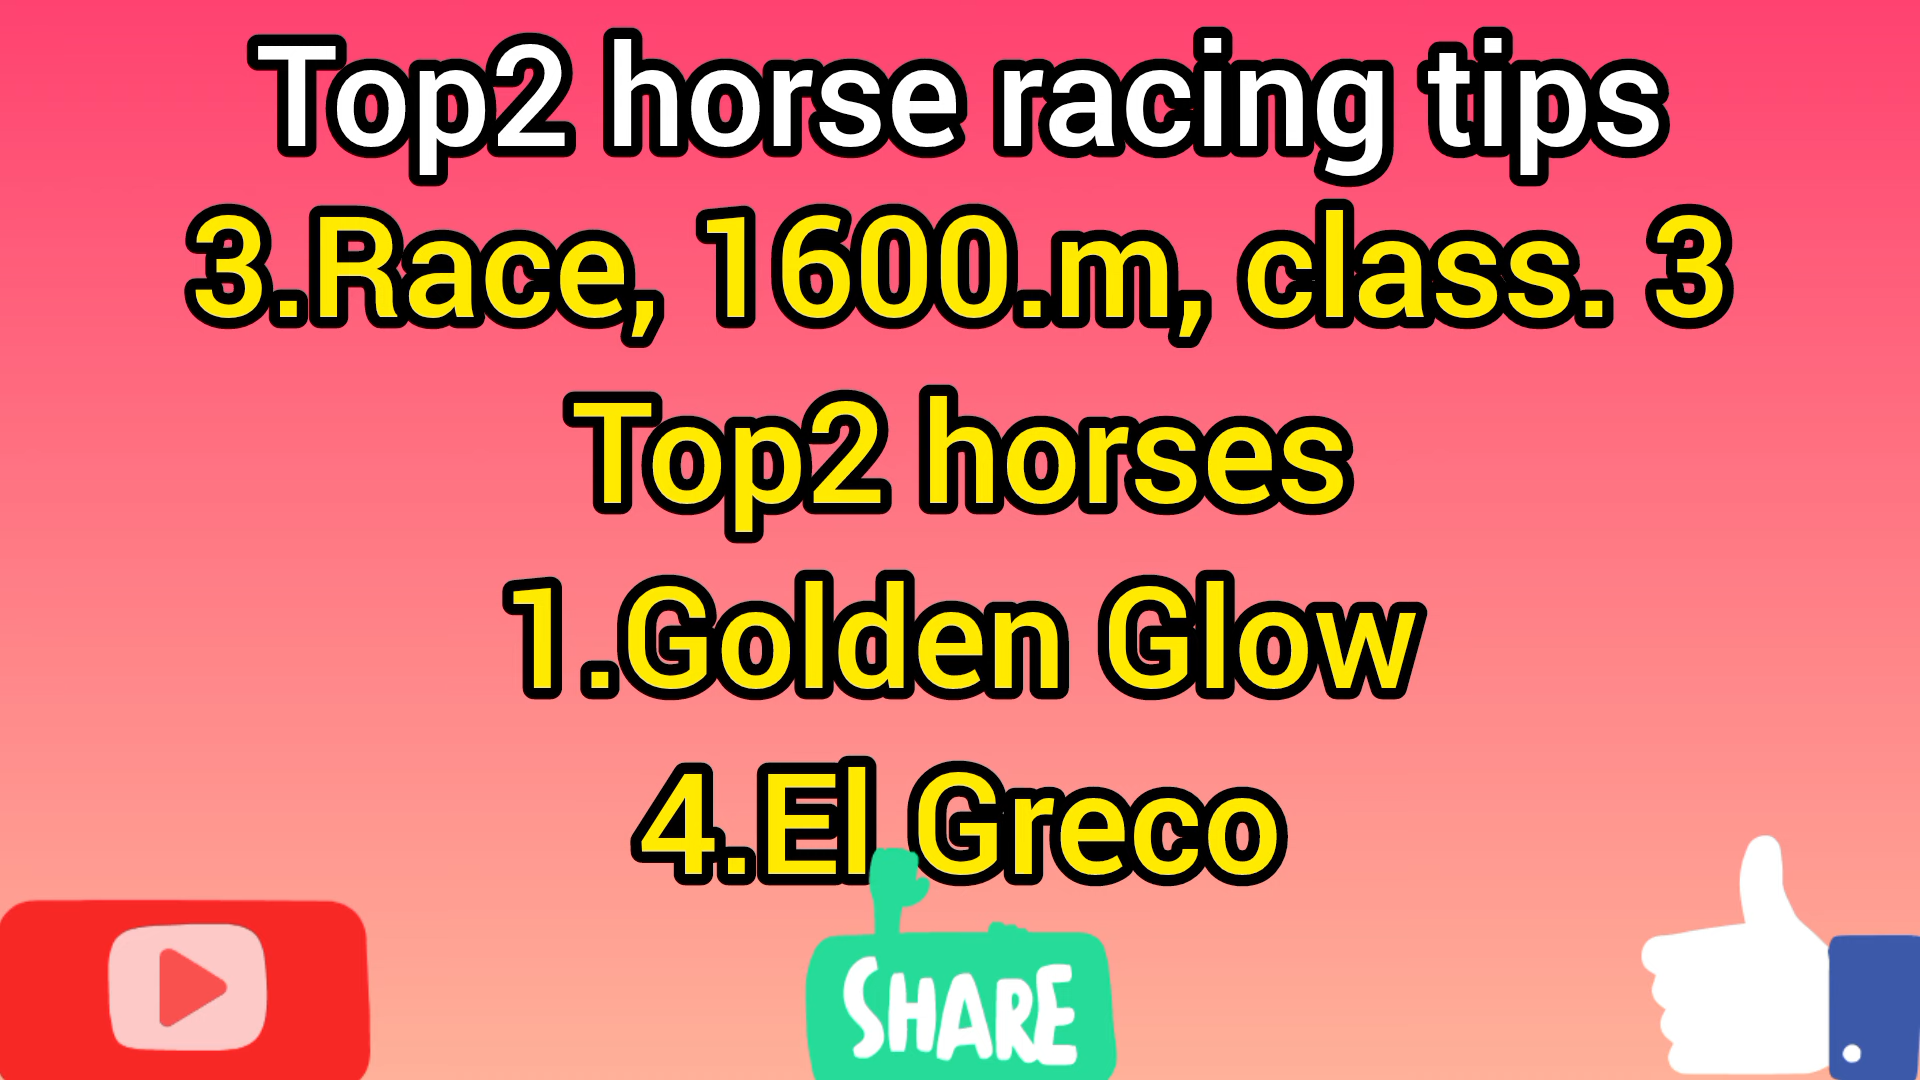 Top2 horse racing tips
3.Race, 1600.m, class. 3
Top2 horses
1.Golden Glow
4.El Greco
SHARE